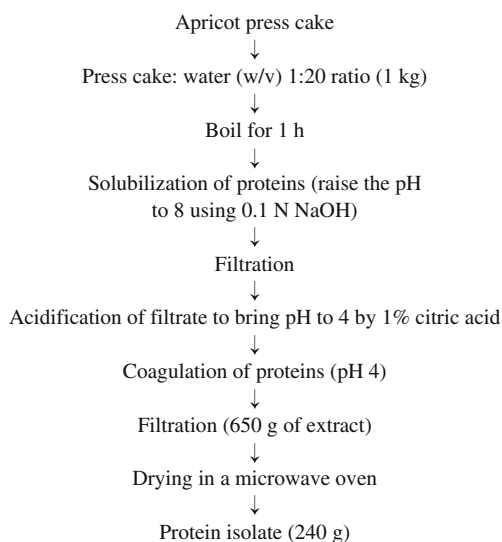 Apricot press cake
↓
Press cake: water (w/v) 1:20 ratio (1 kg)
↓
Boil for 1 h
↓
Solubilization of proteins (raise the pH
to 8 using 0.1 N NaOH)
↓
Filtration
↓
Acidification of filtrate to bring pH to 4 by 1% citric acid
↓
Coagulation of proteins (pH 4)
↓
Filtration (650 g of extract)
↓
Drying in a microwave oven
↓
Protein isolate (240 g)